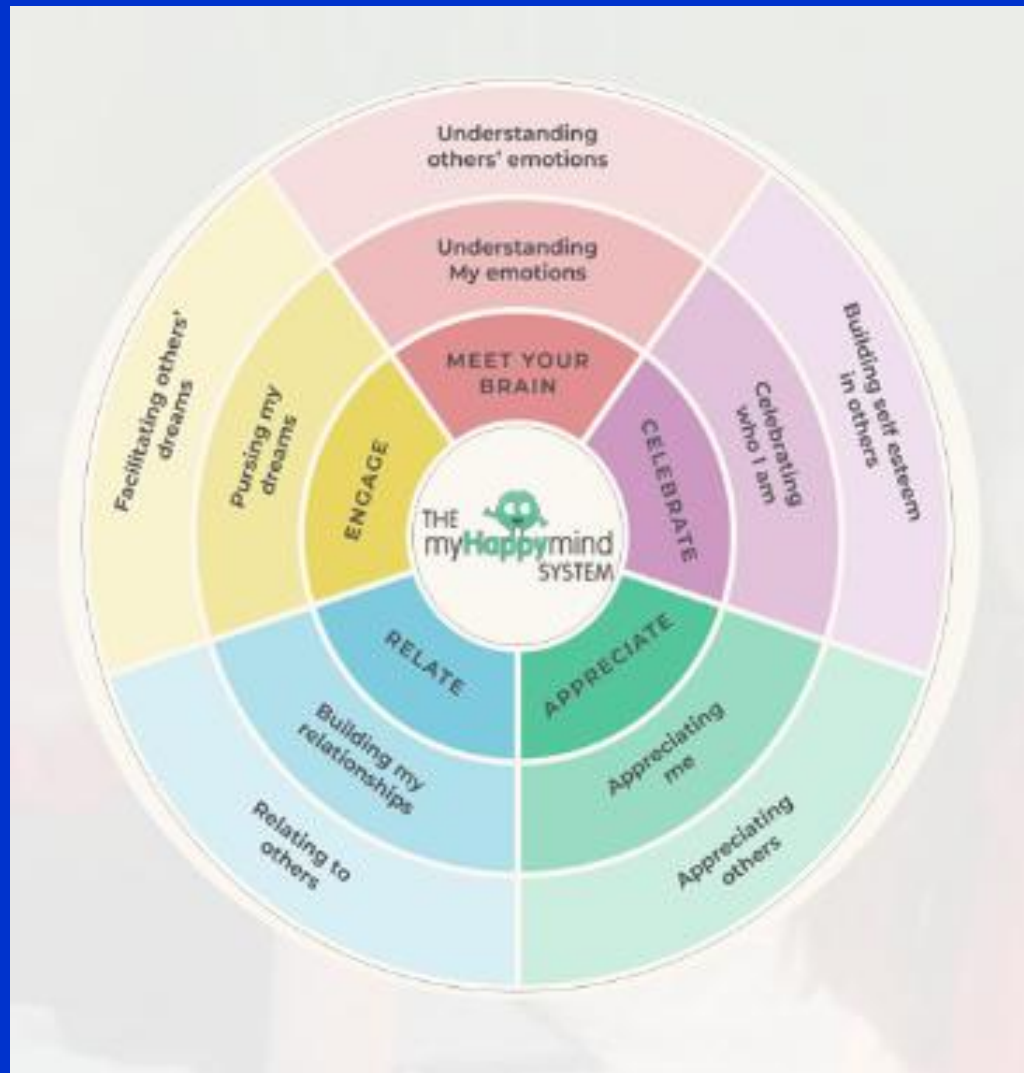 Understanding
others' emotions
Understanding
My emotions
MEET YOUR
BRAIN
Building self esteem
in others
Celebrating
who I am
CELEBRATE
Appreciating
others
Appreciating
me
APPRECIATE
Relating to
others
Building my
relationships
RELATE
Facilitating others'
dreams
Pursing my
dreams
ENGAGE
THE
myHappymind
SYSTEM